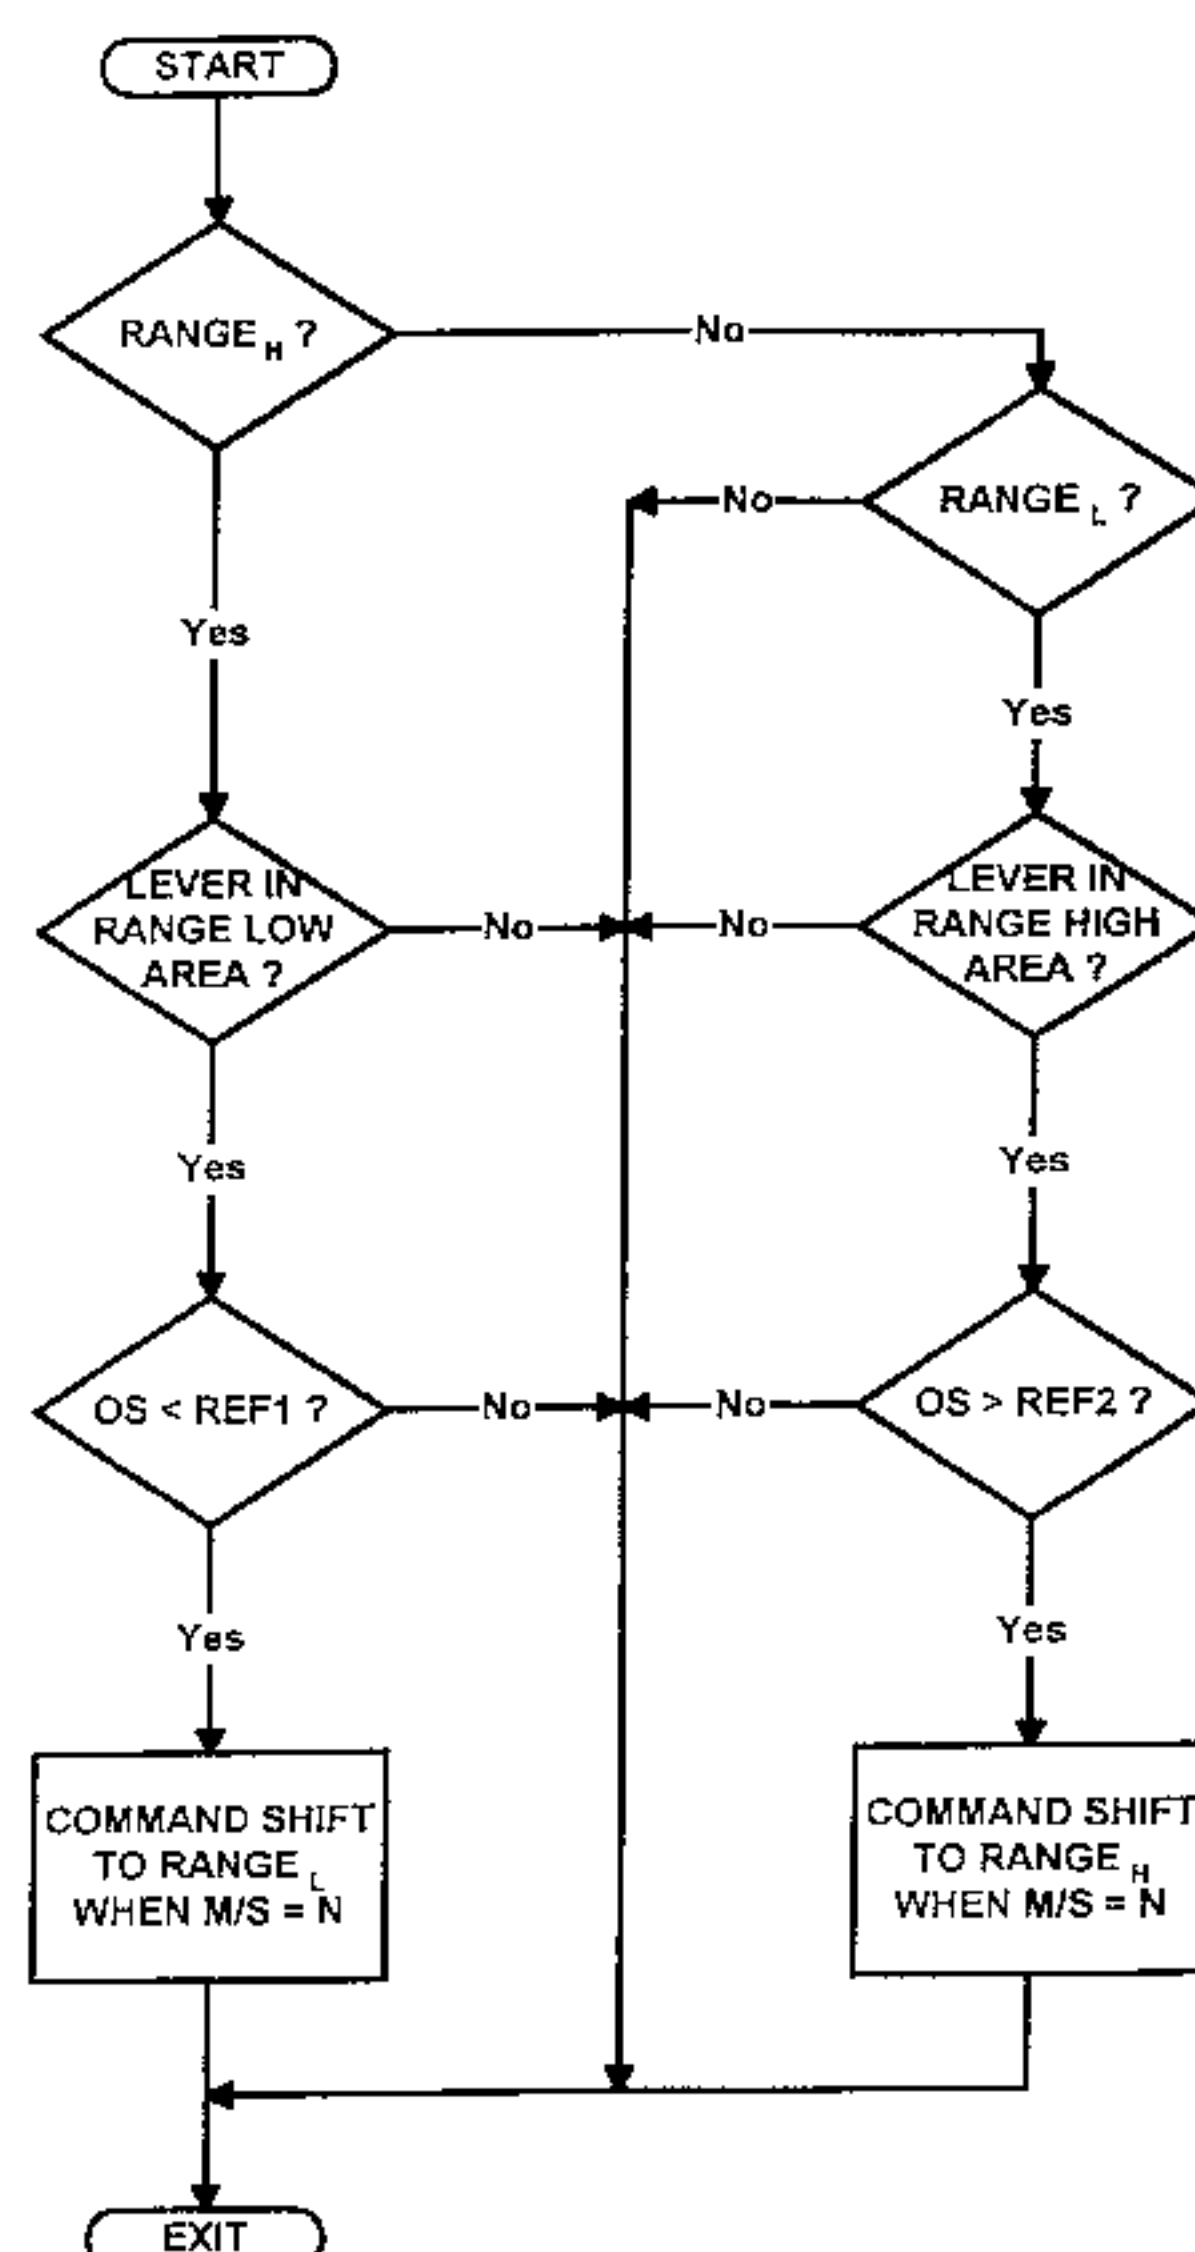 START
RANGE H ?
No
RANGE L ?
No
Yes
Yes
LEVER IN
RANGE LOW
AREA ?
No
No
LEVER IN
RANGE HIGH
AREA ?
Yes
Yes
OS < REF1 ?
No
No
OS > REF2 ?
Yes
Yes
COMMAND SHIFT
TO RANGE L
WHEN M/S = N
COMMAND SHIFT
TO RANGE H
WHEN M/S = N
EXIT